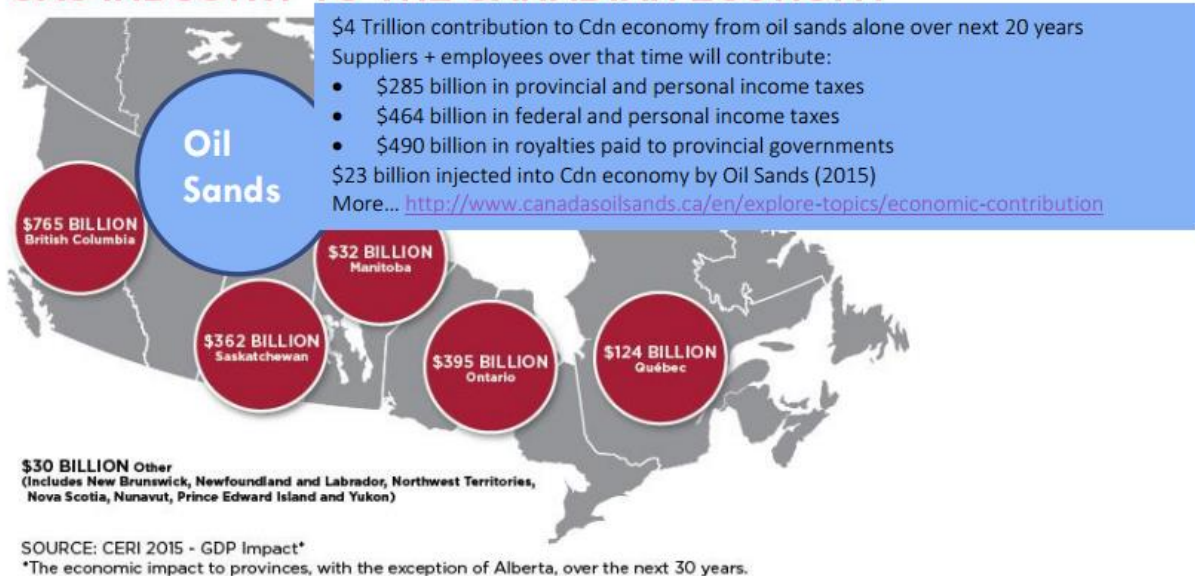 $4 Trillion contribution to Cdn economy from oil sands alone over next 20 years
Suppliers + employees over that time will contribute:
• $285 billion in provincial and personal income taxes
• $464 billion in federal and personal income taxes
• $490 billion in royalties paid to provincial governments
$23 billion injected into Cdn economy by Oil Sands (2015)
More... http://www.canadasoilsands.ca/en/explore-topics/economic-contribution
Oil
Sands
$765 BILLION
British Columbia
$32 BILLION
Manitoba
$362 BILLION
Saskatchewan
$395 BILLION
Ontario
$124 BILLION
Québec
$30 BILLION Other
(Includes New Brunswick, Newfoundland and Labrador, Northwest Territories,
Nova Scotia, Nunavut, Prince Edward Island and Yukon)
SOURCE: CERI 2015 - GDP Impact*
*The economic impact to provinces, with the exception of Alberta, over the next 30 years.